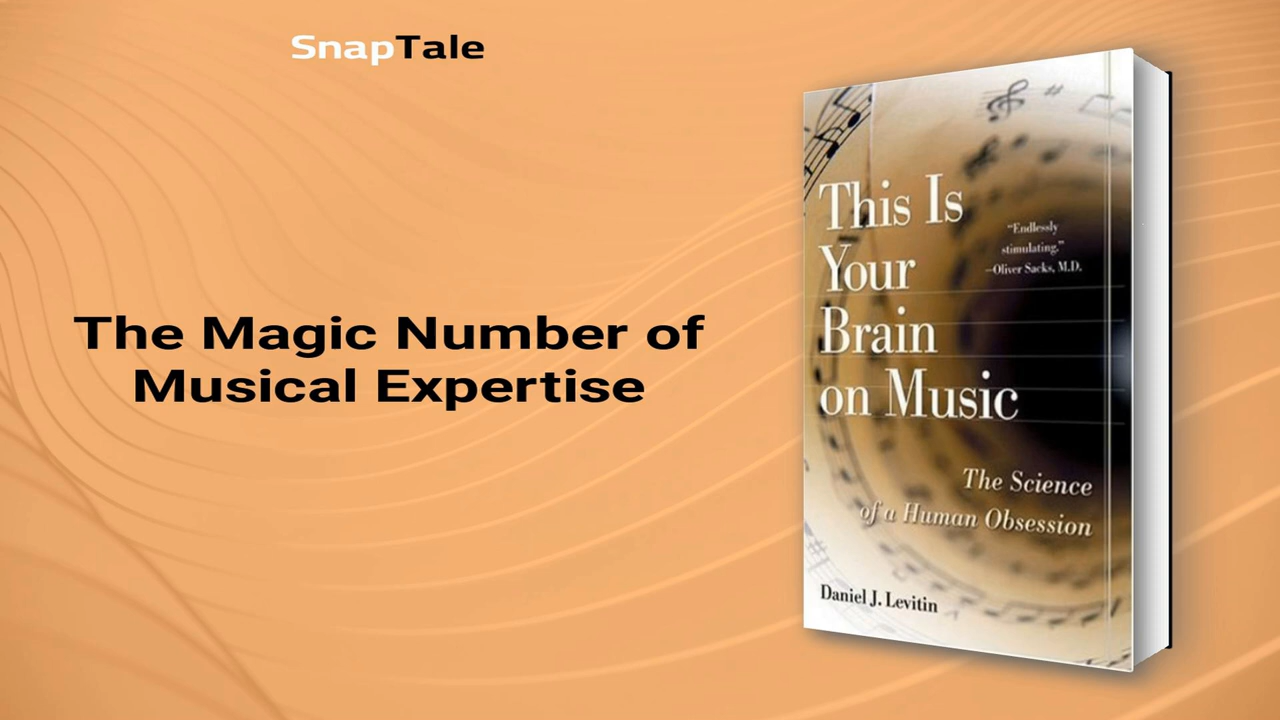 SnapTale
The Magic Number of
Musical Expertise
This Is
Your
Brain
on Music
“Endlessly
stimulating.”
—Oliver Sacks, M.D.
The Science
of a Human Obsession
Daniel J. Levitin